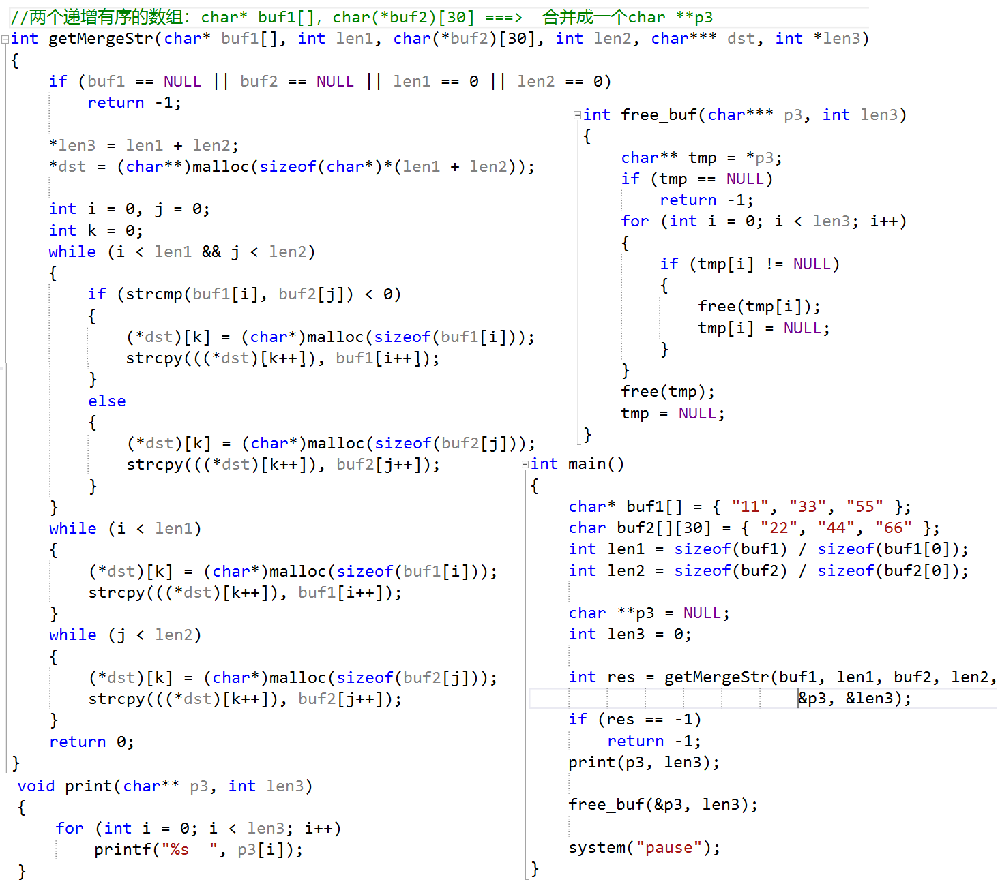 //两个递增有序的数组：char* buf1[], char(*buf2)[30] ===>  合并成一个char **p3
int getMergeStr(char* buf1[], int len1, char(*buf2)[30], int len2, char*** dst, int *len3)
{
    if (buf1 == NULL || buf2 == NULL || len1 == 0 || len2 == 0)
        return -1;

    *len3 = len1 + len2;
    *dst = (char**)malloc(sizeof(char*)*(len1 + len2));

    int i = 0, j = 0;
    int k = 0;
    while (i < len1 && j < len2)
    {
        if (strcmp(buf1[i], buf2[j]) < 0)
        {
            (*dst)[k] = (char*)malloc(sizeof(buf1[i]));
            strcpy(((*dst)[k++]), buf1[i++]);
        }
        else
        {
            (*dst)[k] = (char*)malloc(sizeof(buf2[j]));
            strcpy(((*dst)[k++]), buf2[j++]);
        }
    }
    while (i < len1)
    {
        (*dst)[k] = (char*)malloc(sizeof(buf1[i]));
        strcpy(((*dst)[k++]), buf1[i++]);
    }
    while (j < len2)
    {
        (*dst)[k] = (char*)malloc(sizeof(buf2[j]));
        strcpy(((*dst)[k++]), buf2[j++]);
    }
    return 0;
}
void print(char** p3, int len3)
{
    for (int i = 0; i < len3; i++)
        printf("%s  ", p3[i]);
}
int free_buf(char*** p3, int len3)
{
    char** tmp = *p3;
    if (tmp == NULL)
        return -1;
    for (int i = 0; i < len3; i++)
    {
        if (tmp[i] != NULL)
        {
            free(tmp[i]);
            tmp[i] = NULL;
        }
    }
    free(tmp);
    tmp = NULL;
}
int main()
{
    char* buf1[] = { "11", "33", "55" };
    char buf2[][30] = { "22", "44", "66" };
    int len1 = sizeof(buf1) / sizeof(buf1[0]);
    int len2 = sizeof(buf2) / sizeof(buf2[0]);

    char **p3 = NULL;
    int len3 = 0;

    int res = getMergeStr(buf1, len1, buf2, len2,
                            &p3, &len3);
    if (res == -1)
        return -1;
    print(p3, len3);

    free_buf(&p3, len3);

    system("pause");
}